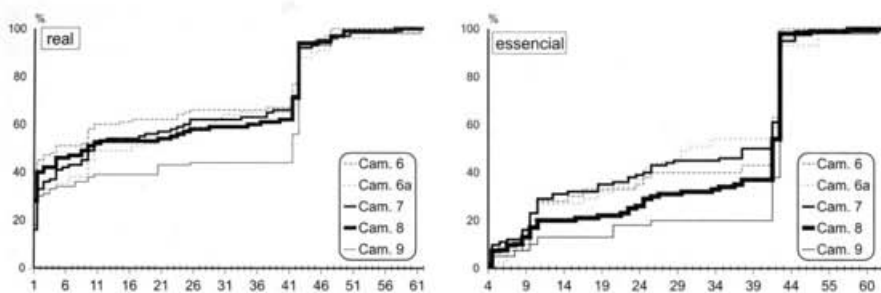 %
100
real
80
60
40
20
0
Cam. 6
Cam. 6a
Cam. 7
Cam. 8
Cam. 9
1 6 11 16 21 26 31 36 41 46 51 56 61
%
100
essencial
80
60
40
20
0
Cam. 6
Cam. 6a
Cam. 7
Cam. 8
Cam. 9
4 9 14 19 24 29 34 39 44 50 55 60